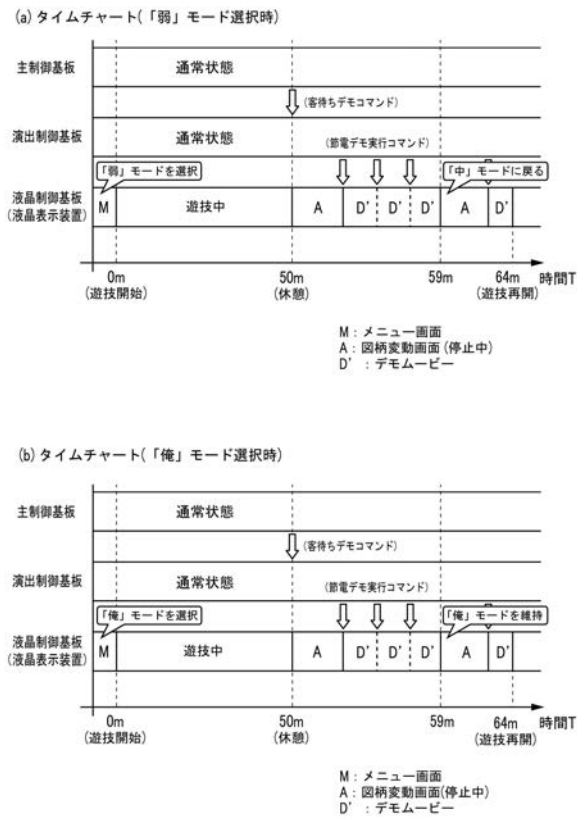 (a) タイムチャート(「弱」モード選択時)
主制御基板
通常状態
(客待ちデモコマンド)
演出制御基板
通常状態
(節電デモ実行コマンド)
「弱」モードを選択
「中」モードに戻る
液晶制御基板
(液晶表示装置)
M 遊技中 A D' D' D' A D'
0m 50m 59m 64m 時間T
(遊技開始) (休憩) (遊技再開)
M：メニュー画面
A：図柄変動画面(停止中)
D'：デモムービー
(b) タイムチャート(「俺」モード選択時)
主制御基板
通常状態
(客待ちデモコマンド)
演出制御基板
通常状態
(節電デモ実行コマンド)
「俺」モードを選択
「俺」モードを維持
液晶制御基板
(液晶表示装置)
M 遊技中 A D' D' D' A D'
0m 50m 59m 64m 時間T
(遊技開始) (休憩) (遊技再開)
M：メニュー画面
A：図柄変動画面(停止中)
D'：デモムービー